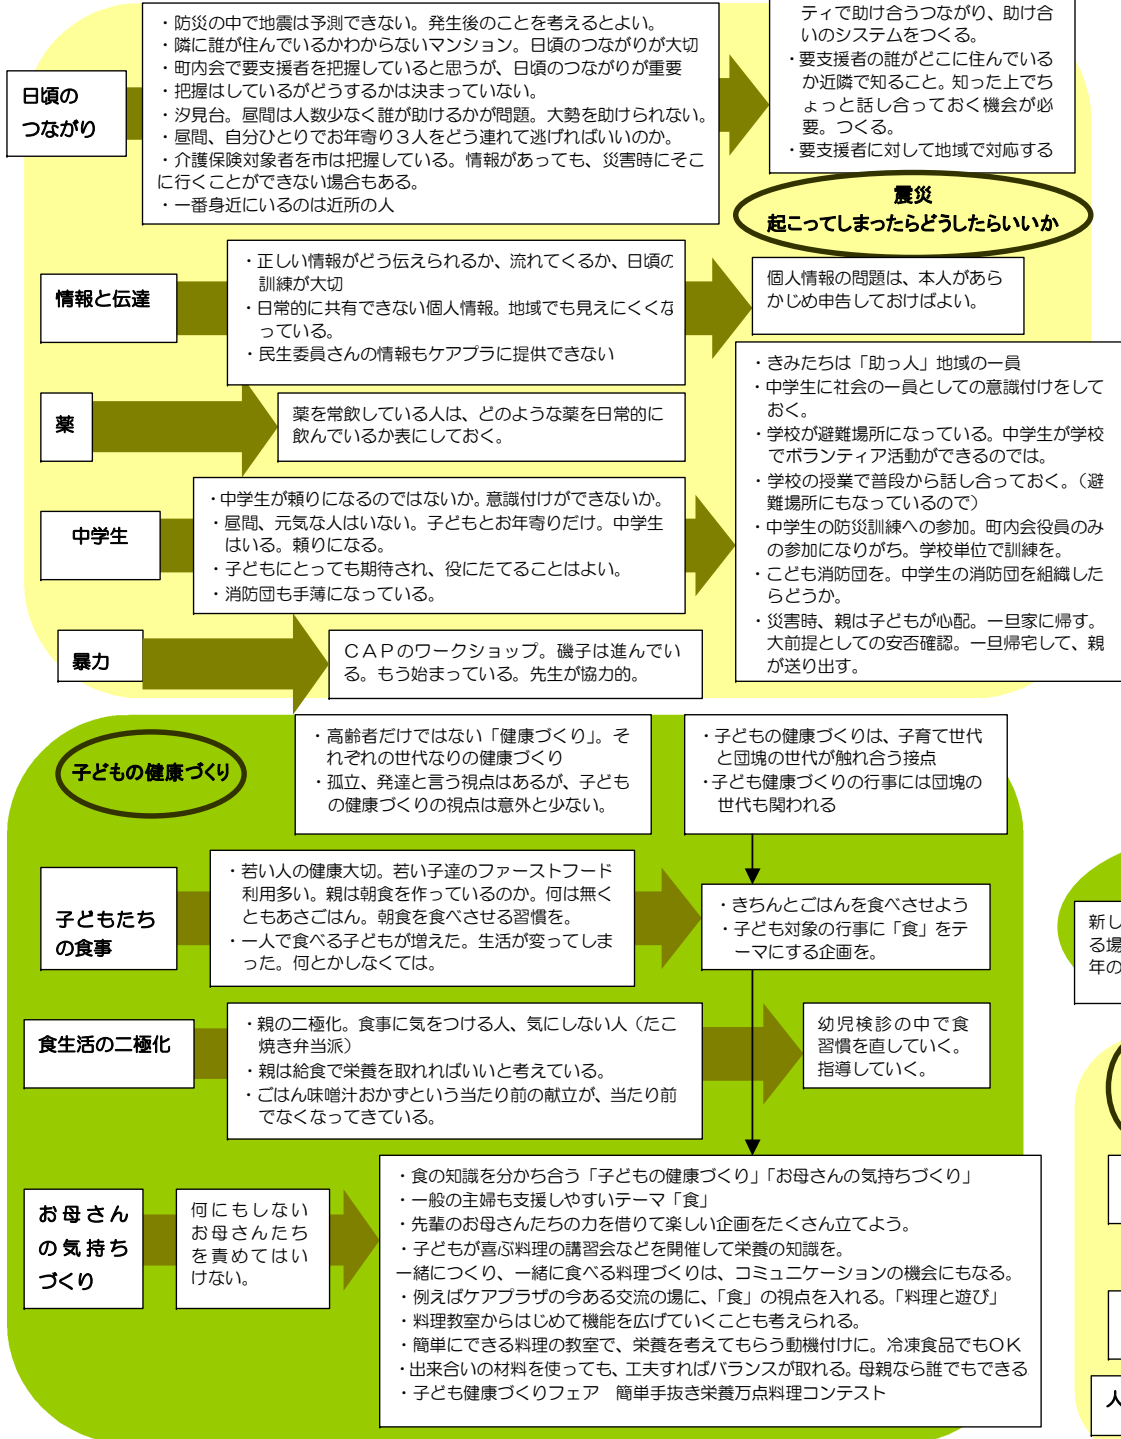 日頃の
つながり
・防災の中で地震は予測できない。発生後のことを考えるとよい。
・隣に誰が住んでいるかわからないマンション。日頃のつながりが大切
・町内会で要支援者を把握していると思うが、日頃のつながりが重要
・把握はしているがどうするかは決まっていない。
・汐見台。昼間は人数少なく誰が助けるかが問題。大勢を助けられない。
・昼間、自分ひとりでお年寄り３人をどう連れて逃げればいいのか。
・介護保険対象者を市は把握している。情報があっても、災害時にそこ
に行くことができない場合もある。
・一番身近にいるのは近所の人
ティで助け合うつながり、助け合
いのシステムをつくる。
・要支援者の誰がどこに住んでいる
か近隣で知ること。知った上でち
ょっと話し合っておく機会が必
要。つくる。
・要支援者に対して地域で対応する
震災
起こってしまったらどうしたらいいか
情報と伝達
・正しい情報がどう伝えられるか、流れてくるか、日頃の
訓練が大切
・日常的に共有できない個人情報。地域でも見えにくくな
っている。
・民生委員さんの情報もケアプラに提供できない
個人情報の問題は、本人があら
かじめ申告しておけばよい。
薬
薬を常飲している人は、どのような薬を日常的に
飲んでいるか表にしておく。
中学生
・中学生が頼りになるのではないか。意識付けができないか。
・昼間、元気な人はいない。子どもとお年寄りだけ。中学生
はいる。頼りになる。
・子どもにとっても期待され、役にたてることはよい。
・消防団も手薄になっている。
・きみたちは「助っ人」地域の一員
・中学生に社会の一員としての意識付けをして
おく。
・学校が避難場所になっている。中学生が学校
でボランティア活動ができるのでは。
・学校の授業で普段から話し合っておく。（避
難場所にもなっているので）
・中学生の防災訓練への参加。町内会役員のみ
の参加になりがち。学校単位で訓練を。
・こども消防団を。中学生の消防団を組織した
らどうか。
・災害時、親は子どもが心配。一旦家に帰す。
大前提としての安否確認。一旦帰宅して、親
が送り出す。
暴力
ＣＡＰのワークショップ。磯子は進んでい
る。もう始まっている。先生が協力的。
子どもの健康づくり
・高齢者だけではない「健康づくり」。そ
れぞれの世代なりの健康づくり
・孤立、発達と言う視点はあるが、子ども
の健康づくりの視点は意外と少ない。
・子どもの健康づくりは、子育て世代
と団塊の世代が触れ合う接点
・子ども健康づくりの行事には団塊の
世代も関われる
子どもたち
の食事
・若い人の健康大切。若い子達のファーストフード
利用多い。親は朝食を作っているのか。何は無く
ともあさごはん。朝食を食べさせる習慣を。
・一人で食べる子どもが増えた。生活が変ってしま
った。何とかしなくては。
・きちんとごはんを食べさせよう
・子ども対象の行事に「食」をテ
ーマにする企画を。
食生活の二極化
・親の二極化。食事に気をつける人、気にしない人（たこ
焼き弁当派）
・親は給食で栄養を取れればいいと考えている。
・ごはん味噌汁おかずという当たり前の献立が、当たり前
でなくなってきている。
幼児検診の中で食
習慣を直していく。
指導していく。
お母さん
の気持ち
づくり
何にもしない
お母さんたち
を責めてはい
けない。
・食の知識を分かち合う「子どもの健康づくり」「お母さんの気持ちづくり」
・一般の主婦も支援しやすいテーマ「食」
・先輩のお母さんたちの力を借りて楽しい企画をたくさん立てよう。
・子どもが喜ぶ料理の講習会などを開催して栄養の知識を。
一緒につくり、一緒に食べる料理づくりは、コミュニケーションの機会にもなる。
・例えばケアプラザの今ある交流の場に、「食」の視点を入れる。「料理と遊び」
・料理教室からはじめて機能を広げていくことも考えられる。
・簡単にできる料理の教室で、栄養を考えてもらう動機付けに。冷凍食品でもＯＫ
・出来合いの材料を使っても、工夫すればバランスが取れる。母親なら誰でもできる
・子ども健康づくりフェア　簡単手抜き栄養万点料理コンテスト
新し
る場
年の
人